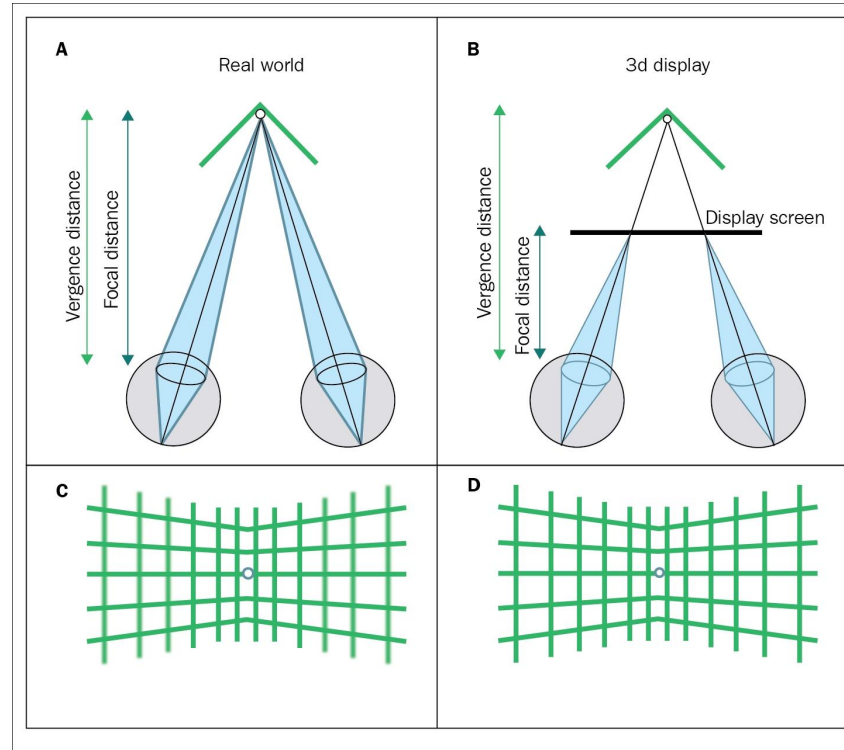 A
Real world
Vergence distance
Focal distance
B
3d display
Vergence distance
Focal distance
Display screen
C
D